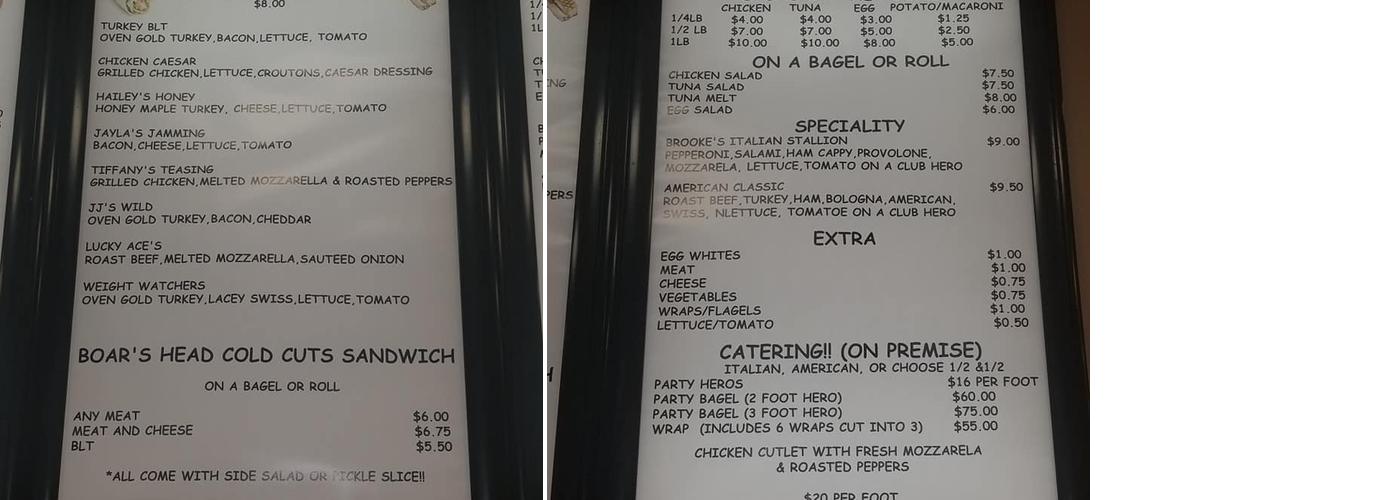 $8.00
TURKEY BLT
OVEN GOLD TURKEY,BACON,LETTUCE, TOMATO
CHICKEN CAESAR
GRILLED CHICKEN,LETTUCE,CROUTONS,CAESAR DRESSING
HAILEY'S HONEY
HONEY MAPLE TURKEY, CHEESE,LETTUCE,TOMATO
JAYLA'S JAMMING
BACON,CHEESE,LETTUCE,TOMATO
TIFFANY'S TEASING
GRILLED CHICKEN,MELTED MOZZARELLA & ROASTED PEPPERS
JJ'S WILD
OVEN GOLD TURKEY,BACON,CHEDDAR
LUCKY ACE'S
ROAST BEEF,MELTED MOZZARELLA,SAUTEED ONION
WEIGHT WATCHERS
OVEN GOLD TURKEY,LACEY SWISS,LETTUCE,TOMATO
BOAR'S HEAD COLD CUTS SANDWICH
ON A BAGEL OR ROLL
ANY MEAT $6.00
MEAT AND CHEESE $6.75
BLT $5.50
*ALL COME WITH SIDE SALAD OR PICKLE SLICE!!
CHICKEN TUNA EGG POTATO/MACARONI
1/4LB $4.00 $4.00 $3.00 $1.25
1/2 LB $7.00 $7.00 $5.00 $2.50
1LB $10.00 $10.00 $8.00 $5.00
ON A BAGEL OR ROLL
CHICKEN SALAD $7.50
TUNA SALAD $7.50
TUNA MELT $8.00
EGG SALAD $6.00
SPECIALITY
BROOKE'S ITALIAN STALLION $9.00
PEPPERONI,SALAMI,HAM CAPPY,PROVOLONE,
MOZZARELA, LETTUCE,TOMATO ON A CLUB HERO
AMERICAN CLASSIC $9.50
ROAST BEEF,TURKEY,HAM,BOLOGNA,AMERICAN,
SWISS, NLETTUCE, TOMATOE ON A CLUB HERO
EXTRA
EGG WHITES $1.00
MEAT $1.00
CHEESE $0.75
VEGETABLES $0.75
WRAPS/FLAGELS $1.00
LETTUCE/TOMATO $0.50
CATERING!! (ON PREMISE)
ITALIAN, AMERICAN, OR CHOOSE 1/2 &1/2
PARTY HEROS $16 PER FOOT
PARTY BAGEL (2 FOOT HERO) $60.00
PARTY BAGEL (3 FOOT HERO) $75.00
WRAP (INCLUDES 6 WRAPS CUT INTO 3) $55.00
CHICKEN CUTLET WITH FRESH MOZZARELA
& ROASTED PEPPERS
$20 PER FOOT